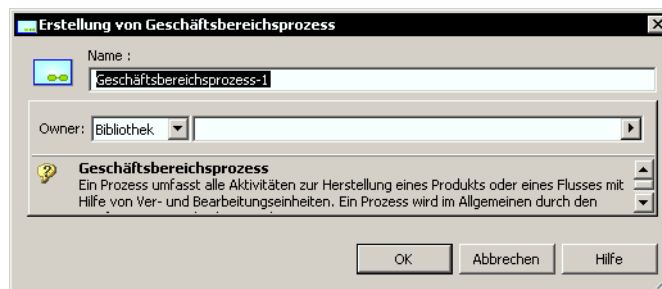 Erstellung von Geschäftsbereichsprozess
Name :
Geschäftsbereichsprozess-1
Owner: Bibliothek
Geschäftsbereichsprozess
Ein Prozess umfasst alle Aktivitäten zur Herstellung eines Produkts oder eines Flusses mit
Hilfe von Ver- und Bearbeitungseinheiten. Ein Prozess wird im Allgemeinen durch den
OK Abbrechen Hilfe